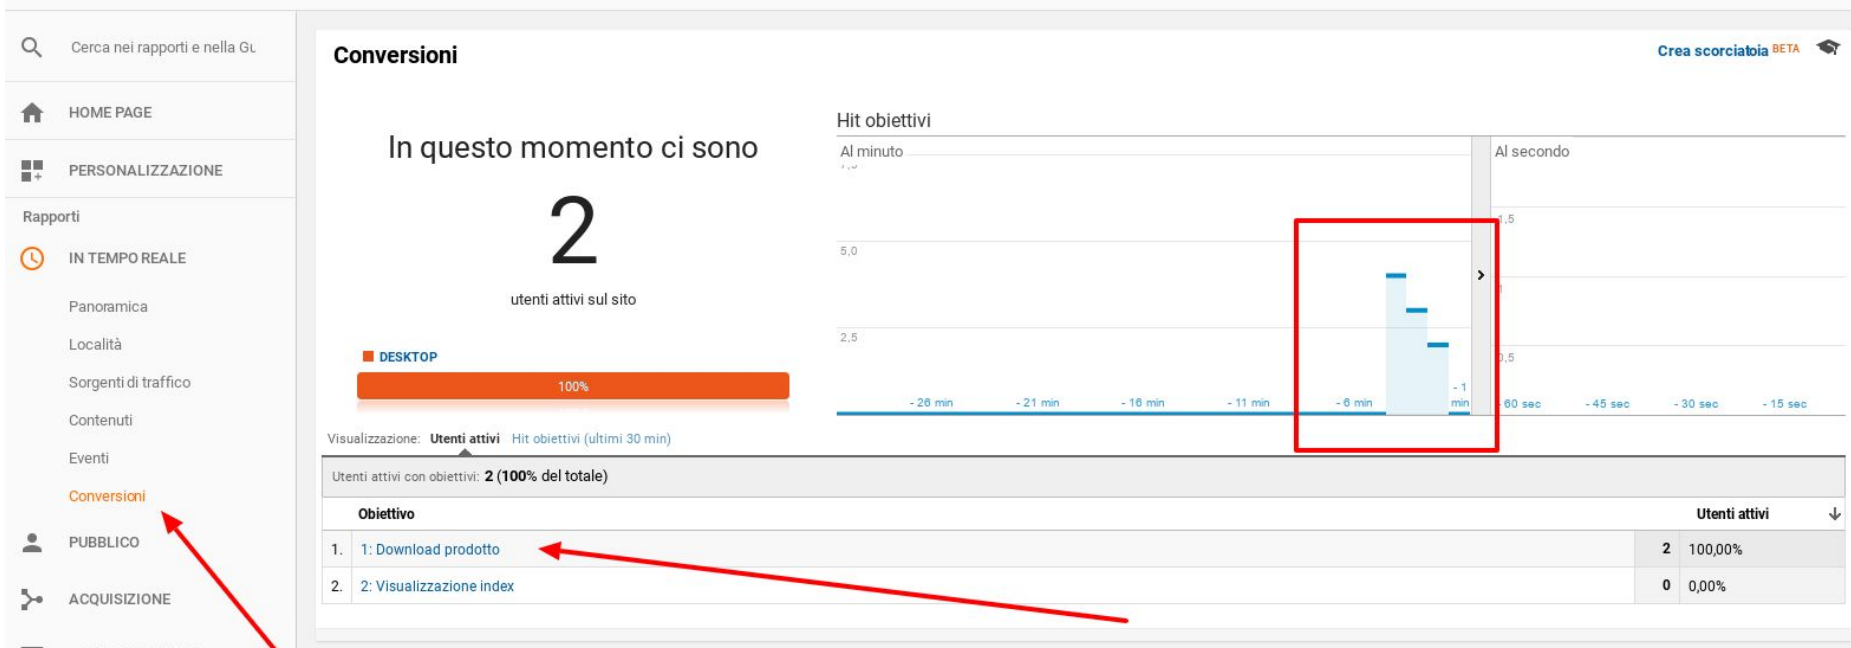 Cerca nei rapporti e nella Gu
HOME PAGE
PERSONALIZZAZIONE
Rapporti
IN TEMPO REALE
Panoramica
Località
Sorgenti di traffico
Contenuti
Eventi
Conversioni
PUBBLICO
ACQUISIZIONE
Conversioni
Crea scorciatoia BETA
In questo momento ci sono
2
utenti attivi sul sito
DESKTOP
100%
Hit obiettivi
Al minuto
5,0
2,5
- 26 min
- 21 min
- 16 min
- 11 min
- 6 min
- 1
min
Al secondo
1,5
1
0,5
- 60 sec
- 45 sec
- 30 sec
- 15 sec
Visualizzazione: Utenti attivi Hit obiettivi (ultimi 30 min)
Utenti attivi con obiettivi: 2 (100% del totale)
Obiettivo Utenti attivi
1. 1: Download prodotto 2 100,00%
2. 2: Visualizzazione index 0 0,00%